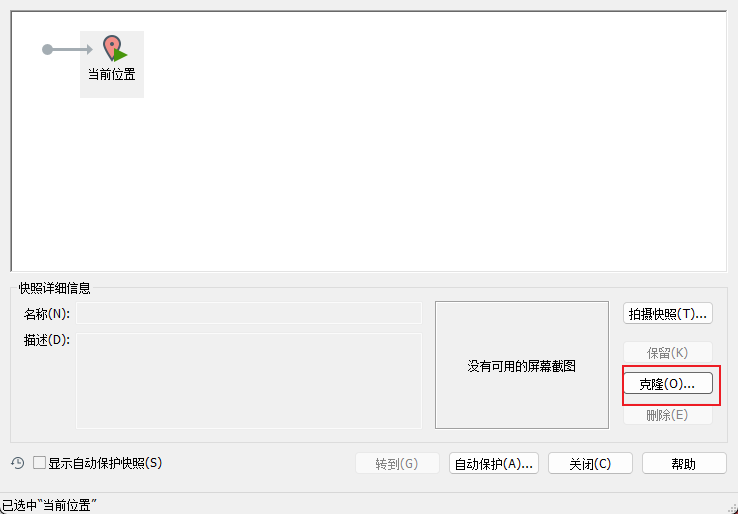 当前位置
快照详细信息
名称(N):
拍摄快照(T)...
描述(D):
没有可用的屏幕截图
保留(K)
克隆(O)...
删除(E)
显示自动保护快照(S)
转到(G)
自动保护(A)...
关闭(C)
帮助
已选中"当前位置"